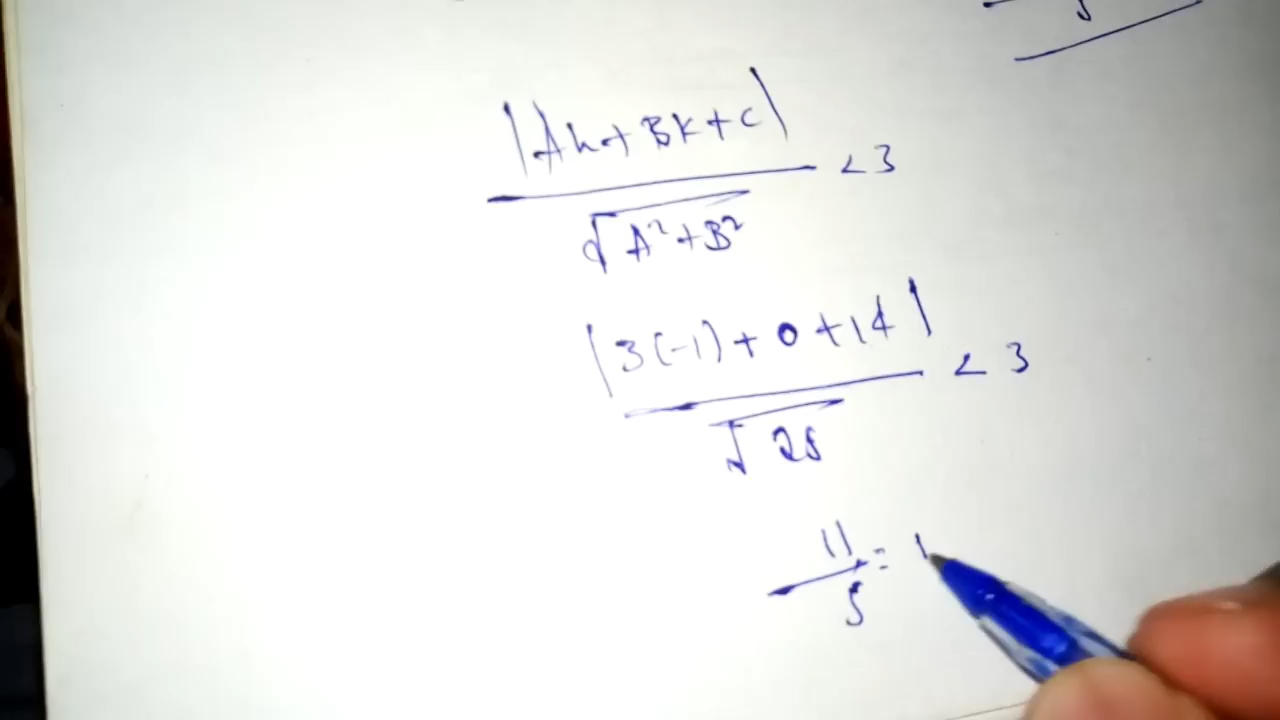 |Ah+BK+C| / √A²+B² < 3
|3(-1)+0+14| / √25 < 3
11/5 =